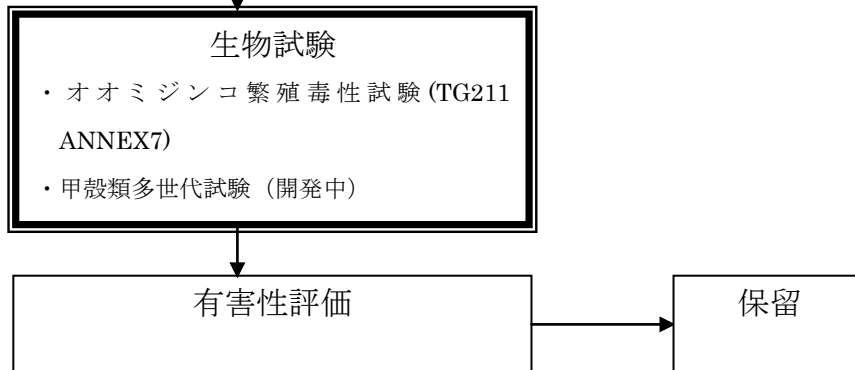 生物試験
・オオミジンコ繁殖毒性試験(TG211
ANNEX7)
・甲殻類多世代試験（開発中）
有害性評価
保留